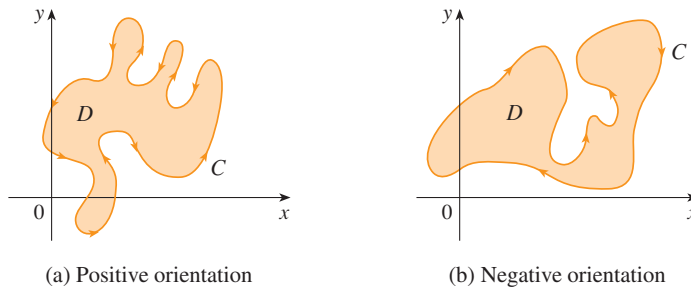 y
D
C
0
x
(a) Positive orientation
y
C
D
0
x
(b) Negative orientation